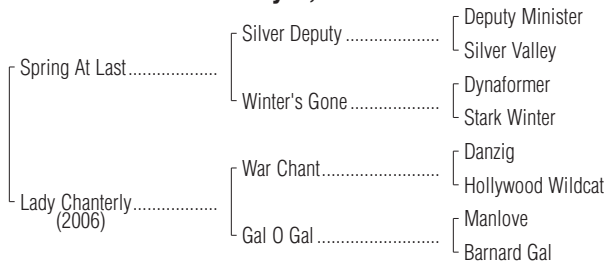 Deputy Minister
Silver Deputy ....................
Silver Valley
Spring At Last...................
Dynaformer
Winter's Gone ...................
Stark Winter
Danzig
War Chant.........................
Hollywood Wildcat
Lady Chanterly..................
(2006)
Manlove
Gal O Gal ..........................
Barnard Gal